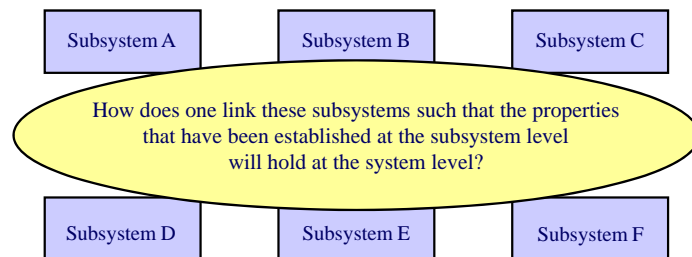 Subsystem A
Subsystem B
Subsystem C
How does one link these subsystems such that the properties
that have been established at the subsystem level
will hold at the system level?
Subsystem D
Subsystem E
Subsystem F